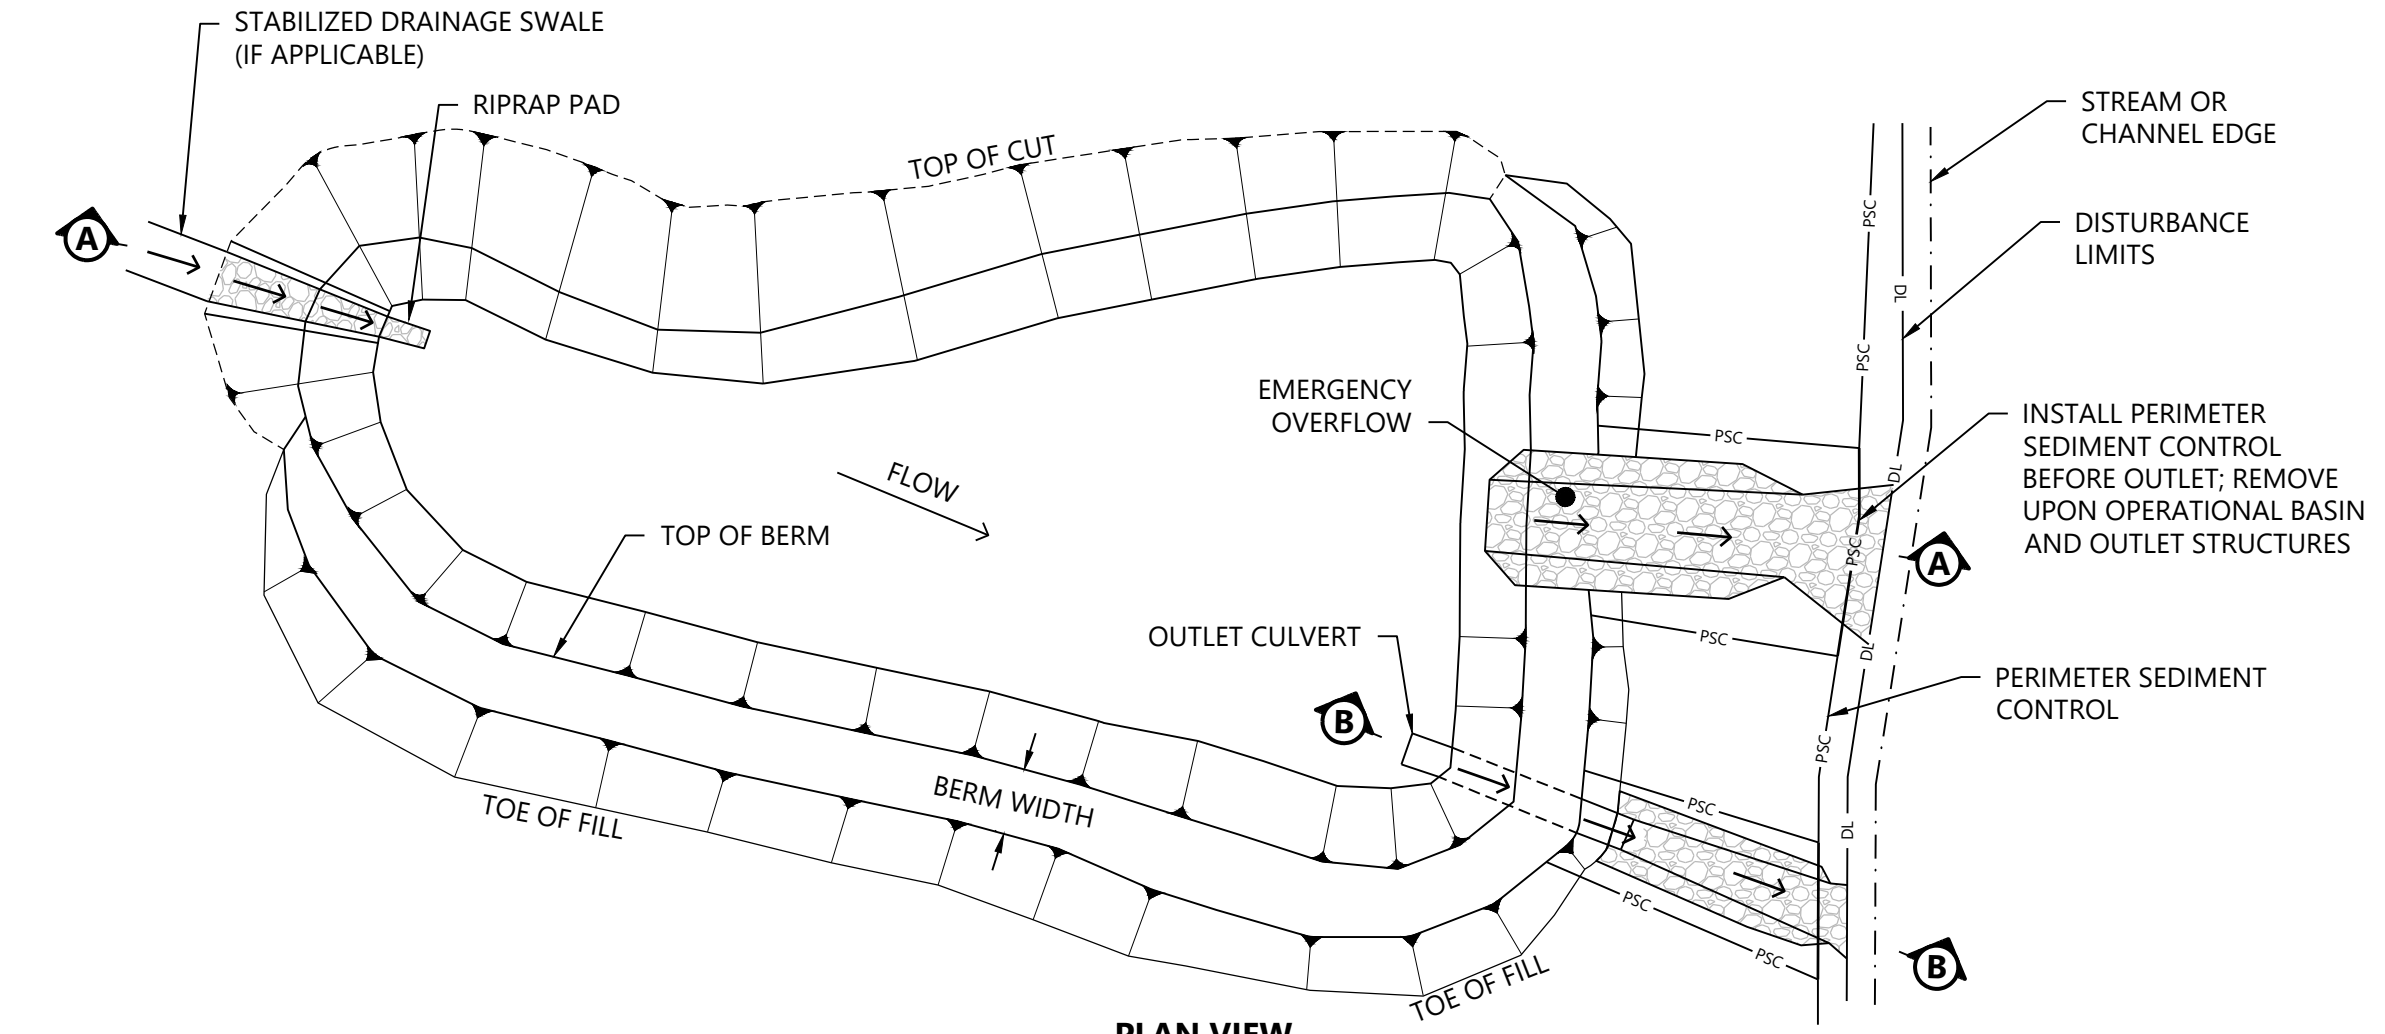 STABILIZED DRAINAGE SWALE
(IF APPLICABLE)
RIPRAP PAD
TOP OF CUT
STREAM OR
CHANNEL EDGE
PSC
DISTURBANCE
LIMITS
A
DL
PSC
EMERGENCY
OVERFLOW
INSTALL PERIMETER
SEDIMENT CONTROL
BEFORE OUTLET; REMOVE
UPON OPERATIONAL BASIN
AND OUTLET STRUCTURES
PSC
DL
FLOW
TOP OF BERM
PSC
A
OUTLET CULVERT
PSC
DL
PERIMETER SEDIMENT
CONTROL
B
PSC
BERM WIDTH
TOE OF FILL
PSC
DL
PSC
PSC
B
TOE OF FILL
PLAN VIEW